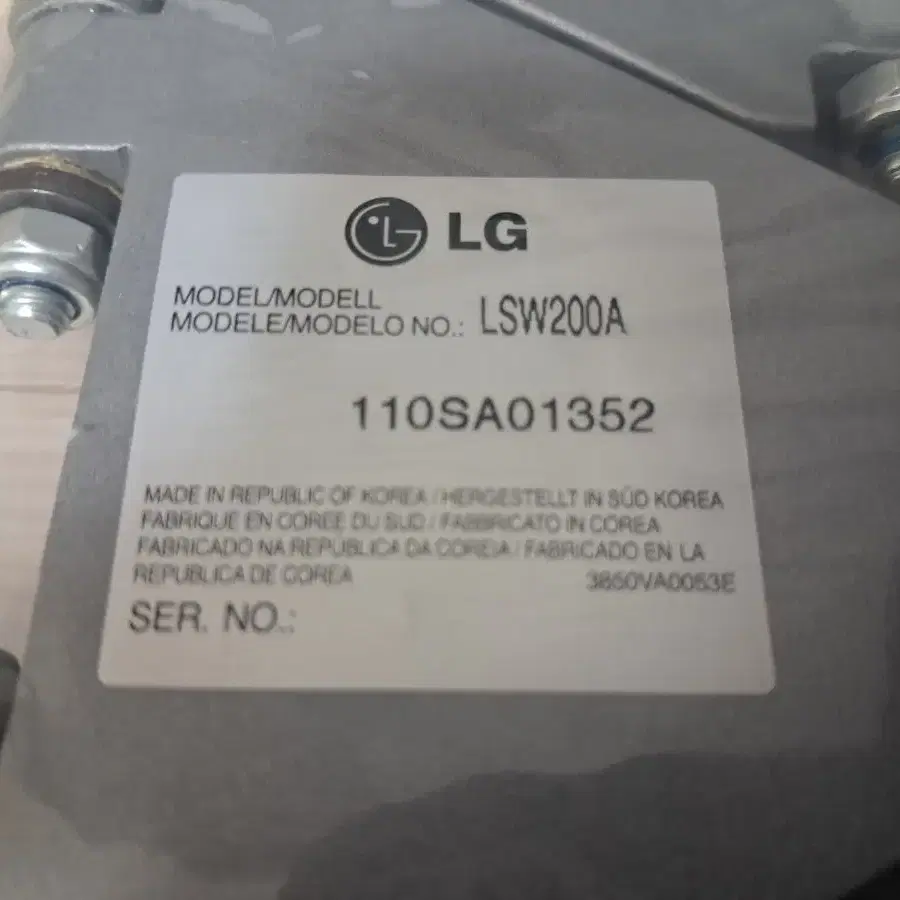 LG
MODEL/MODELL
MODELE/MODELO NO.: LSW200A
110SA01352
MADE IN REPUBLIC OF KOREA / HERGESTELLT IN SÜD KOREA
FABRIQUE EN COREE DU SUD / FABBRICATO IN COREA
FABRICADO NA REPUBLICA DA COREIA / FABRICADO EN LA
REPUBLICA DE COREA 3850VA0053E
SER. NO.: